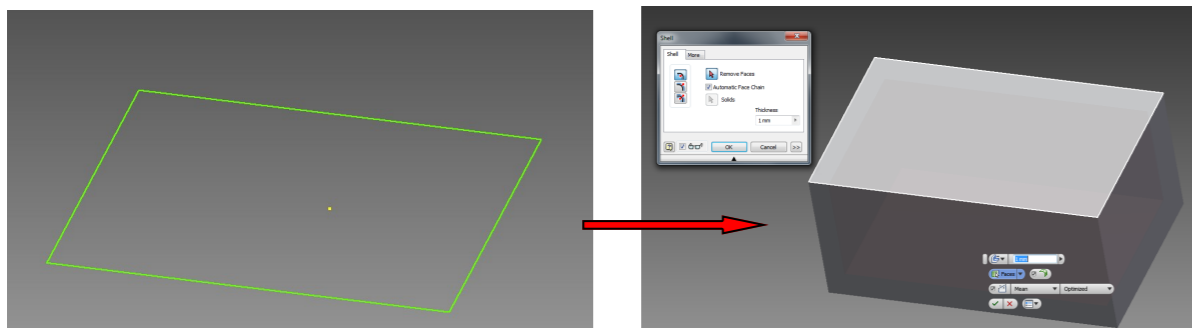 Shell
Shell More
Remove Faces
Automatic Face Chain
Solids
Thickness
1 mm
OK Cancel >>
Faces
Mean Optimized